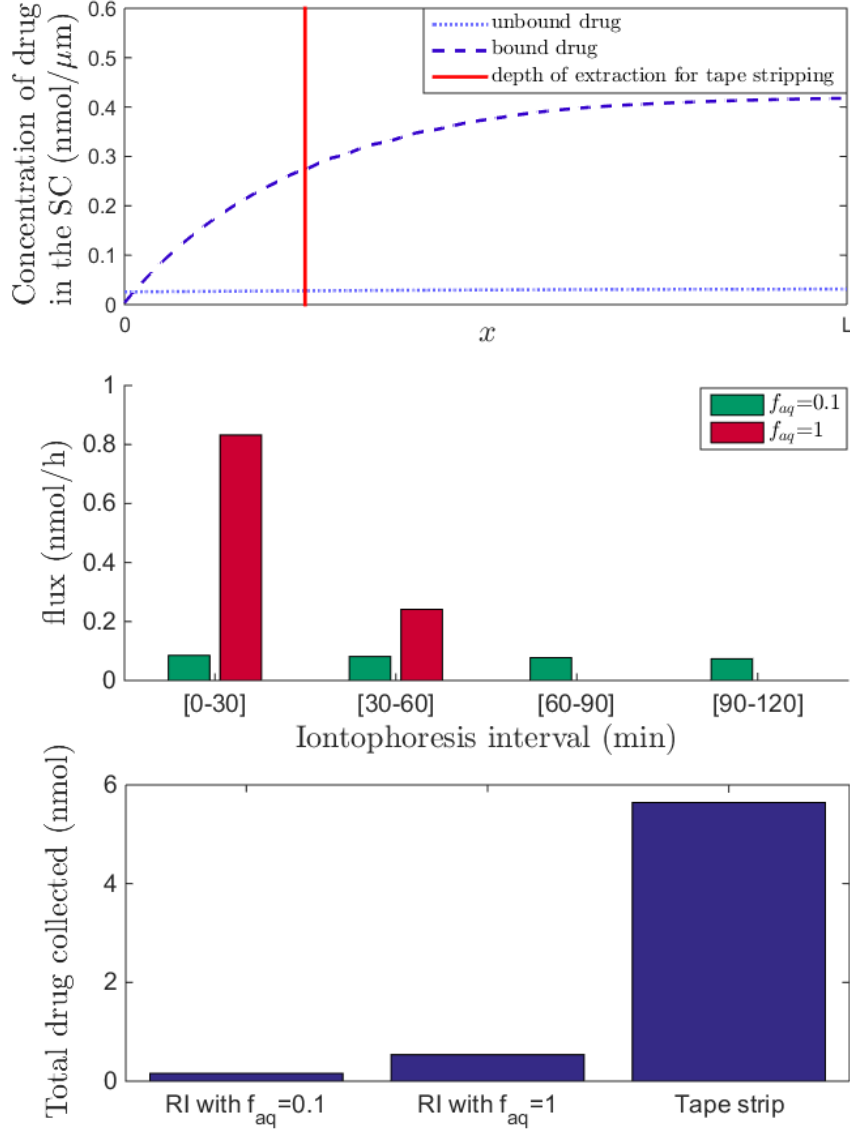 Concentration of drug
in the SC (nmol/μm)
0.6
0.5
0.4
0.3
0.2
0.1
0
unbound drug
bound drug
depth of extraction for tape stripping
0
x
L
flux (nmol/h)
1
0.8
0.6
0.4
0.2
0
f_aq=0.1
f_aq=1
[0-30]
[30-60]
[60-90]
[90-120]
Iontophoresis interval (min)
Total drug collected (nmol)
6
4
2
0
RI with f_aq=0.1
RI with f_aq=1
Tape strip